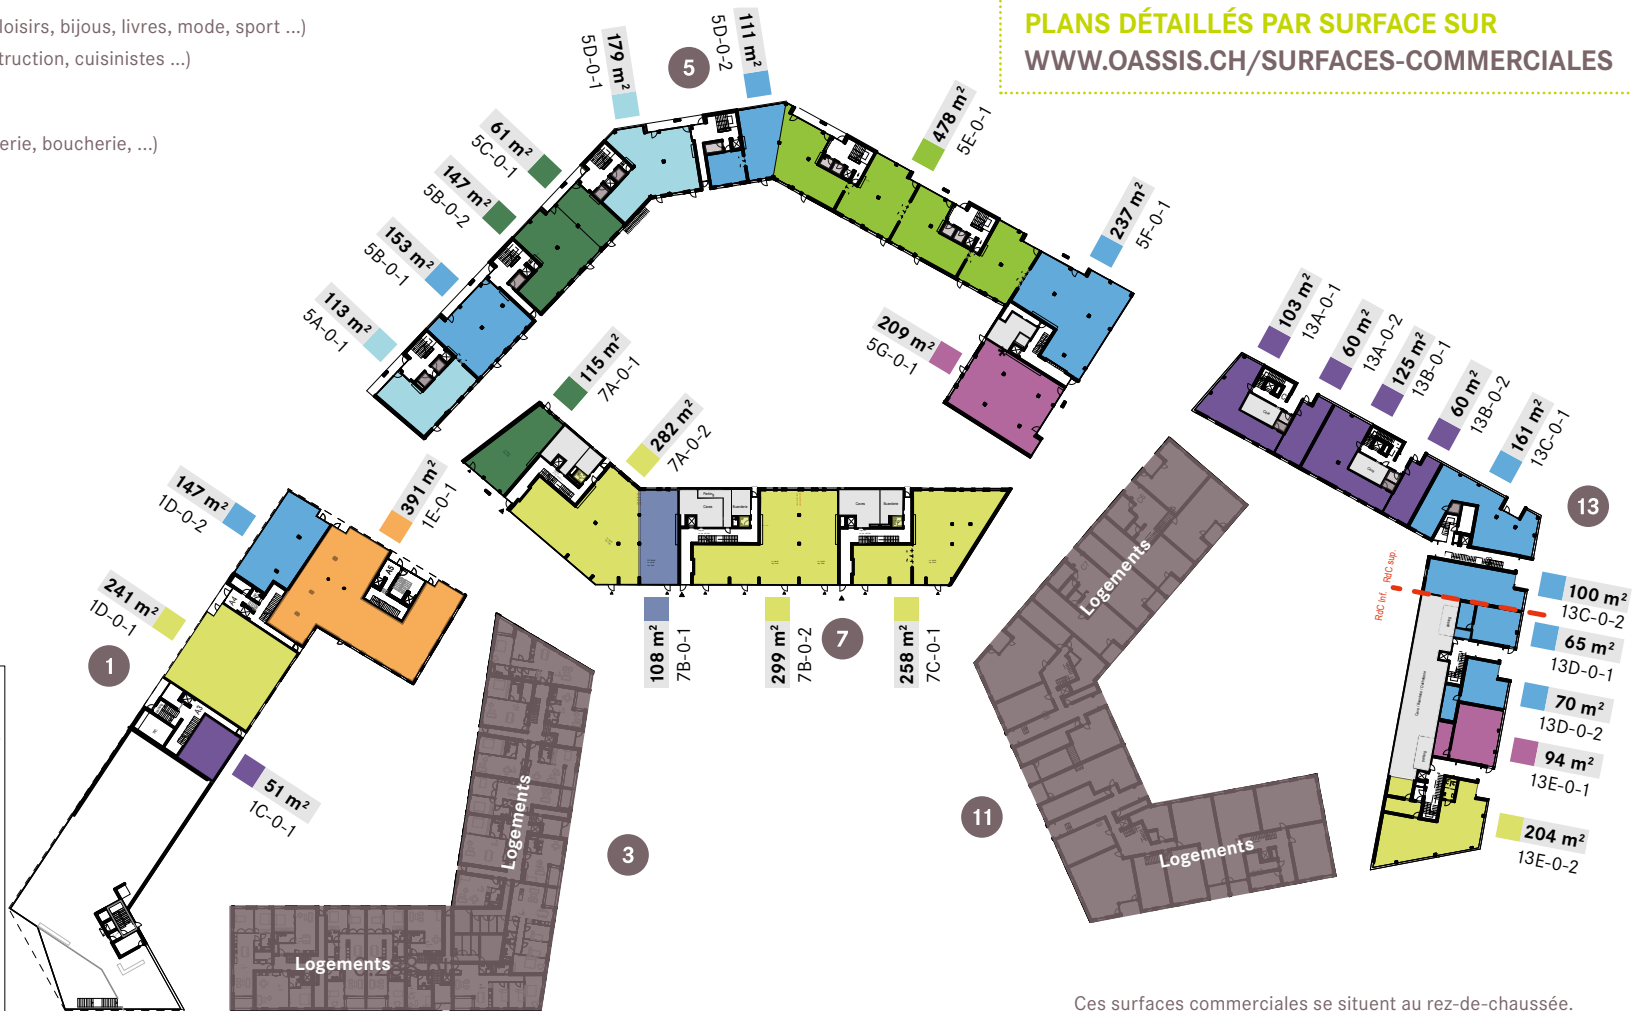 loisirs, bijoux, livres, mode, sport ...)
truction, cuisinistes ...)
erie, boucherie, ...)
PLANS DÉTAILLÉS PAR SURFACE SUR
WWW.OASSIS.CH/SURFACES-COMMERCIALES
5
179 m²
5D-0-1
111 m²
5D-0-2
61 m²
5C-0-1
147 m²
5B-0-2
153 m²
5B-0-1
113 m²
5A-0-1
478 m²
5E-0-1
237 m²
5F-0-1
209 m²
5G-0-1
115 m²
7A-0-1
282 m²
7A-0-2
108 m²
7B-0-1
299 m²
7B-0-2
7
258 m²
7C-0-1
147 m²
1D-0-2
391 m²
1E-0-1
241 m²
1D-0-1
1
51 m²
1C-0-1
A5
A4
A3
Logements
Logements
3
11
Logements
Logements
103 m²
13A-0-1
60 m²
13A-0-2
125 m²
13B-0-1
60 m²
13B-0-2
161 m²
13C-0-1
13
RdC Inf.
RdC sup.
100 m²
13C-0-2
65 m²
13D-0-1
70 m²
13D-0-2
94 m²
13E-0-1
204 m²
13E-0-2
Caves
Caves
Ces surfaces commerciales se situent au rez-de-chaussée.